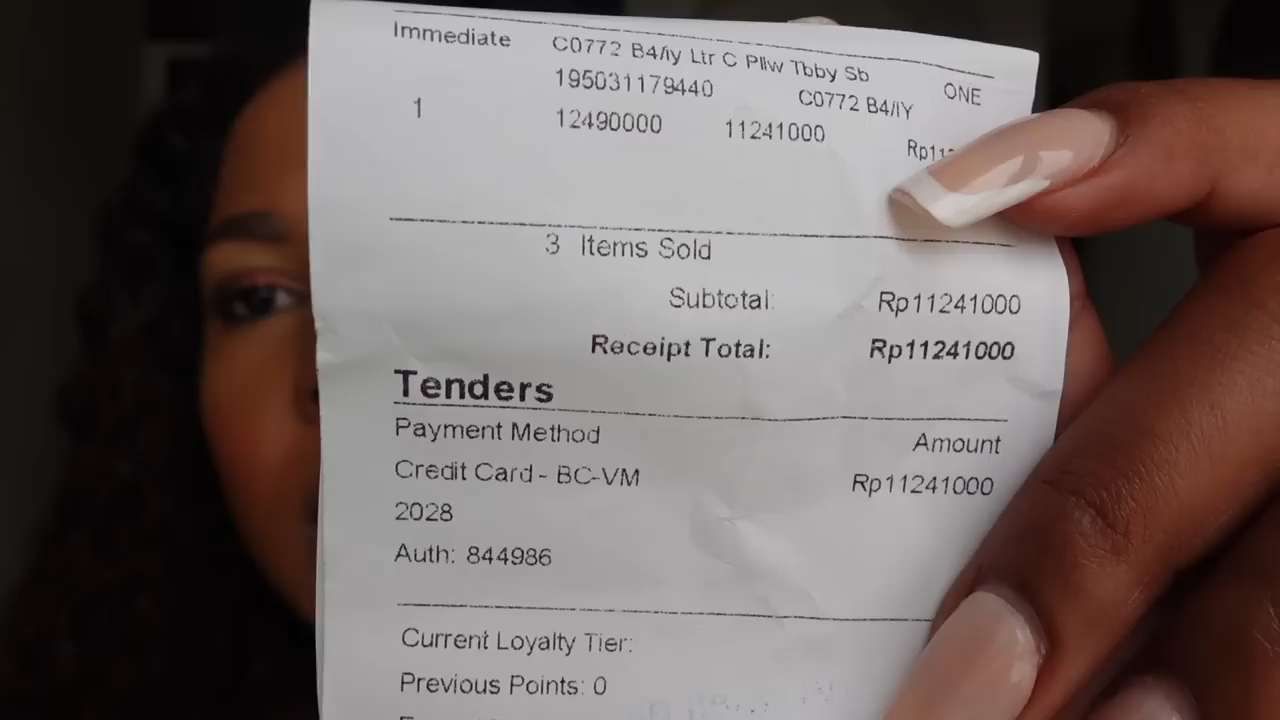 Immediate C0772 B4/iy Ltr C Pllw Tbby Sb ONE
195031179440 C0772 B4/IY
1 12490000 11241000
3 Items Sold
Subtotal: Rp11241000
Receipt Total: Rp11241000
Tenders
Payment Method Amount
Credit Card - BC-VM Rp11241000
2028
Auth: 844986
Current Loyalty Tier:
Previous Points: 0